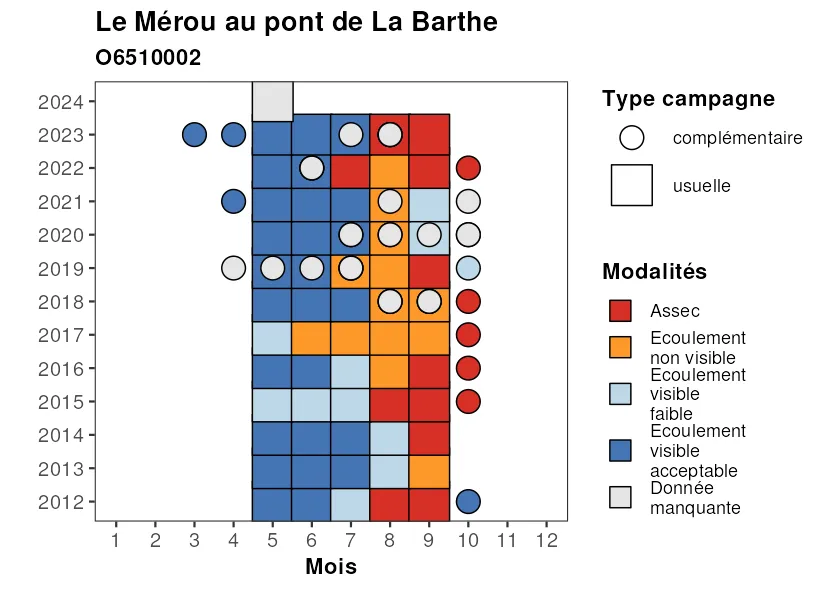 Le Mérou au pont de La Barthe
O6510002
2024
2023
2022
2021
2020
2019
2018
2017
2016
2015
2014
2013
2012
1 2 3 4 5 6 7 8 9 10 11 12
Mois
Type campagne
complémentaire
usuelle
Modalités
Assec
Ecoulement
non visible
Ecoulement
visible
faible
Ecoulement
visible
acceptable
Donnée
manquante